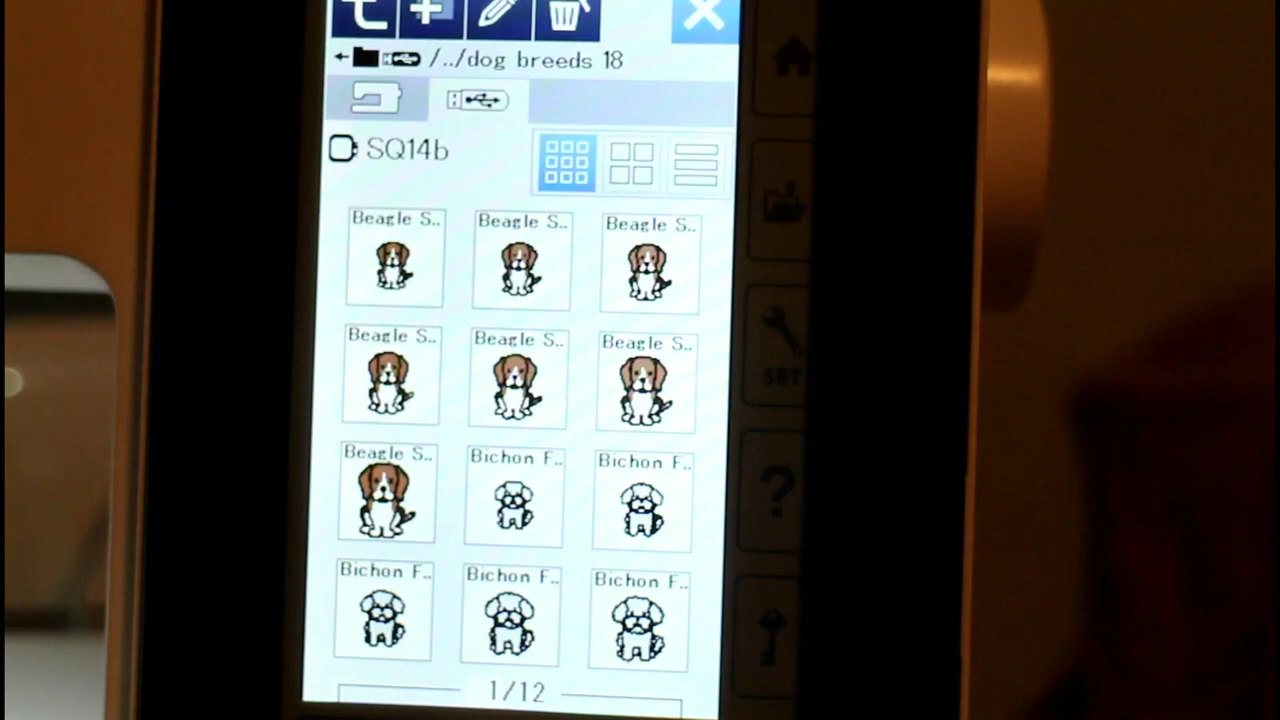 /../dog breeds 18
SQ14b
Beagle S.. Beagle S.. Beagle S..
Beagle S.. Beagle S.. Beagle S..
Beagle S.. Bichon F.. Bichon F..
Bichon F.. Bichon F.. Bichon F..
1/12
SET
?